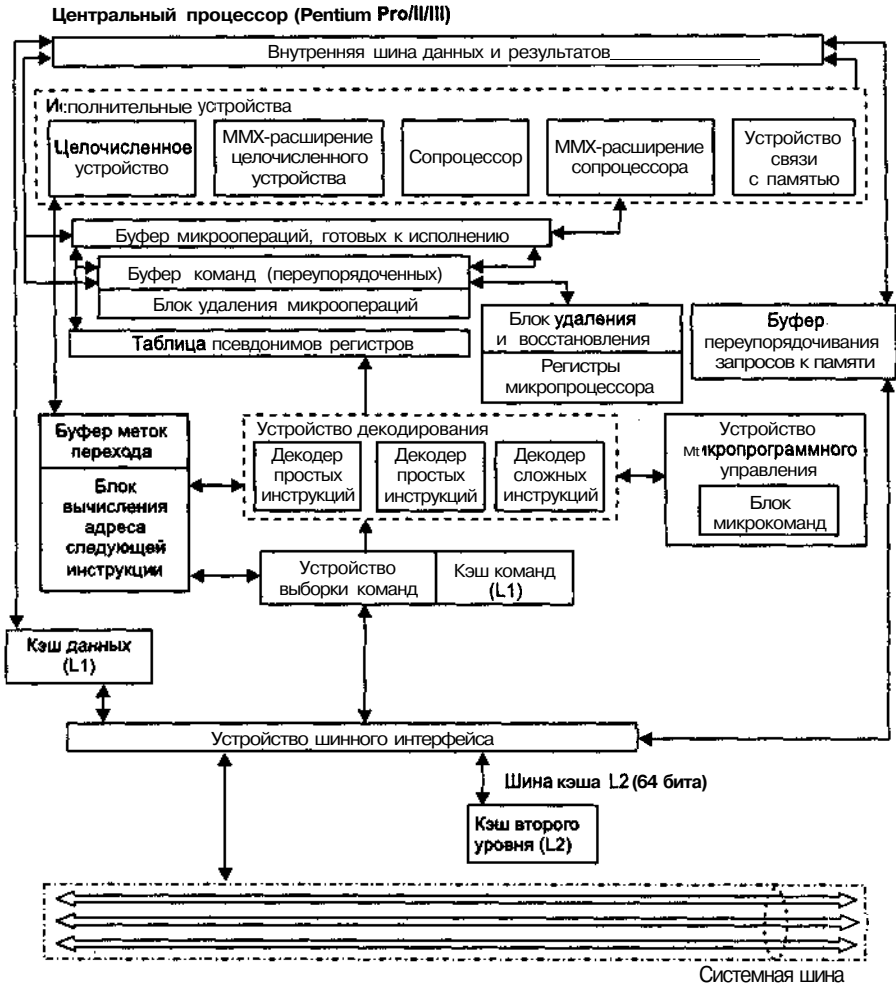 Центральный процессор (Pentium Pro/II/III)
Внутренняя шина данных и результатов
Исполнительные устройства
Целочисленное
устройство
MMX-расширение
целочисленного
устройства
Сопроцессор
MMX-расширение
сопроцессора
Устройство
связи
с памятью
Буфер микроопераций, готовых к исполнению
Буфер команд (переупорядоченных)
Блок удаления микроопераций
Таблица псевдонимов регистров
Блок удаления
и восстановления
Регистры
микропроцессора
Буфер
переупорядочивания
запросов к памяти
Буфер меток
перехода
Блок
вычисления
адреса
следующей
инструкции
Устройство декодирования
Декодер
простых
инструкций
Декодер
простых
инструкций
Декодер
сложных
инструкций
Устройство
микропрограммного
управления
Блок
микрокоманд
Устройство
выборки команд
Кэш команд
(L1)
Кэш данных
(L1)
Устройство шинного интерфейса
Шина кэша L2 (64 бита)
Кэш второго
уровня (L2)
Системная шина